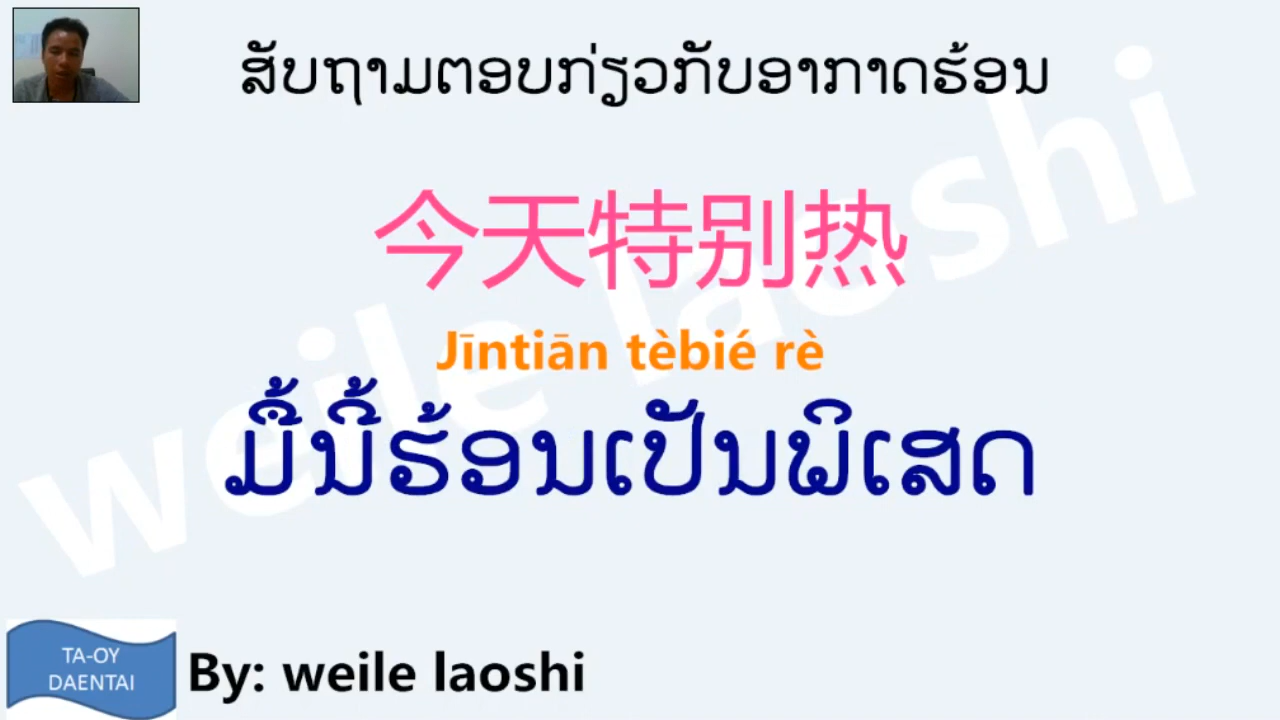 ສັບຖາມຕອບກ່ຽວກັບອາກາດຮ້ອນ
今天特别热
Jīntiān tèbié rè
ມື້ນີ້ຮ້ອນເປັນພິເສດ
weile laoshi
TA-OY
DAENTAI
By: weile laoshi